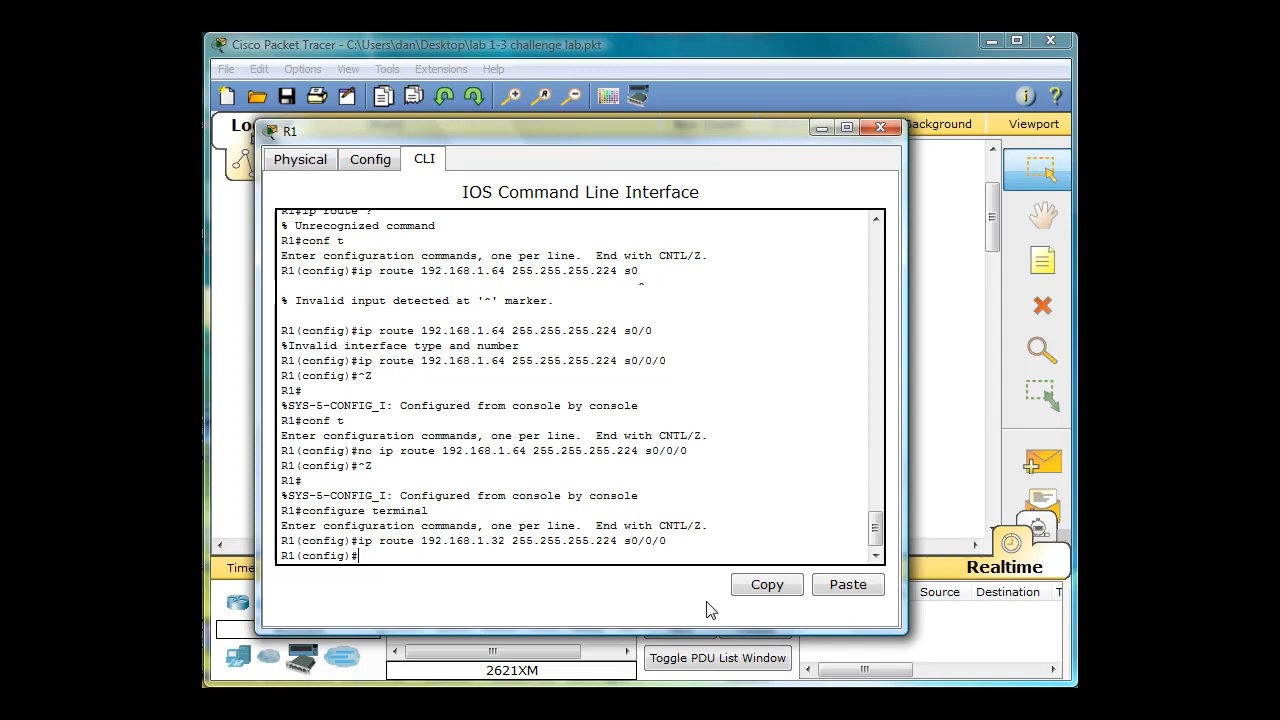 Cisco Packet Tracer - C:\Users\dan\Desktop\lab 1-3 challenge lab.pkt
File Edit Options View Tools Extensions Help
Background Viewport
R1
Physical Config CLI
IOS Command Line Interface
R1#ip route ?
% Unrecognized command
R1#conf t
Enter configuration commands, one per line.  End with CNTL/Z.
R1(config)#ip route 192.168.1.64 255.255.255.224 s0
^
% Invalid input detected at '^' marker.
R1(config)#ip route 192.168.1.64 255.255.255.224 s0/0
%Invalid interface type and number
R1(config)#ip route 192.168.1.64 255.255.255.224 s0/0/0
R1(config)#^Z
R1#
%SYS-5-CONFIG_I: Configured from console by console
R1#conf t
Enter configuration commands, one per line.  End with CNTL/Z.
R1(config)#no ip route 192.168.1.64 255.255.255.224 s0/0/0
R1(config)#^Z
R1#
%SYS-5-CONFIG_I: Configured from console by console
R1#configure terminal
Enter configuration commands, one per line.  End with CNTL/Z.
R1(config)#ip route 192.168.1.32 255.255.255.224 s0/0/0
R1(config)#
Copy Paste
Time
Realtime
Source Destination
Toggle PDU List Window
2621XM